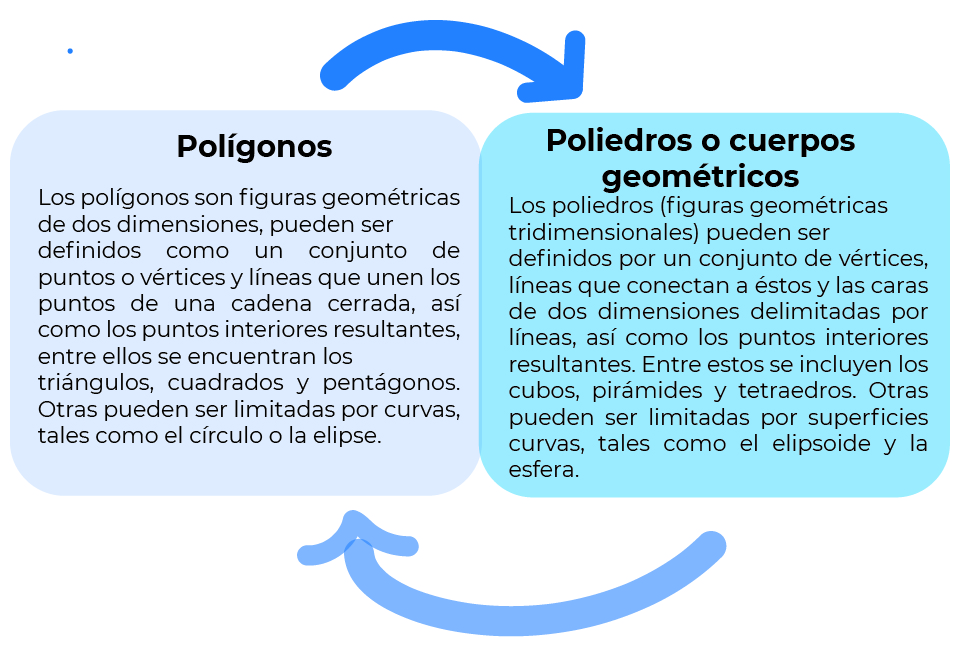 Polígonos
Los polígonos son figuras geométricas
de dos dimensiones, pueden ser
definidos como un conjunto de
puntos o vértices y líneas que unen los
puntos de una cadena cerrada, así
como los puntos interiores resultantes,
entre ellos se encuentran los
triángulos, cuadrados y pentágonos.
Otras pueden ser limitadas por curvas,
tales como el círculo o la elipse.
Poliedros o cuerpos
geométricos
Los poliedros (figuras geométricas
tridimensionales) pueden ser
definidos por un conjunto de vértices,
líneas que conectan a éstos y las caras
de dos dimensiones delimitadas por
líneas, así como los puntos interiores
resultantes. Entre estos se incluyen los
cubos, pirámides y tetraedros. Otras
pueden ser limitadas por superficies
curvas, tales como el elipsoide y la
esfera.